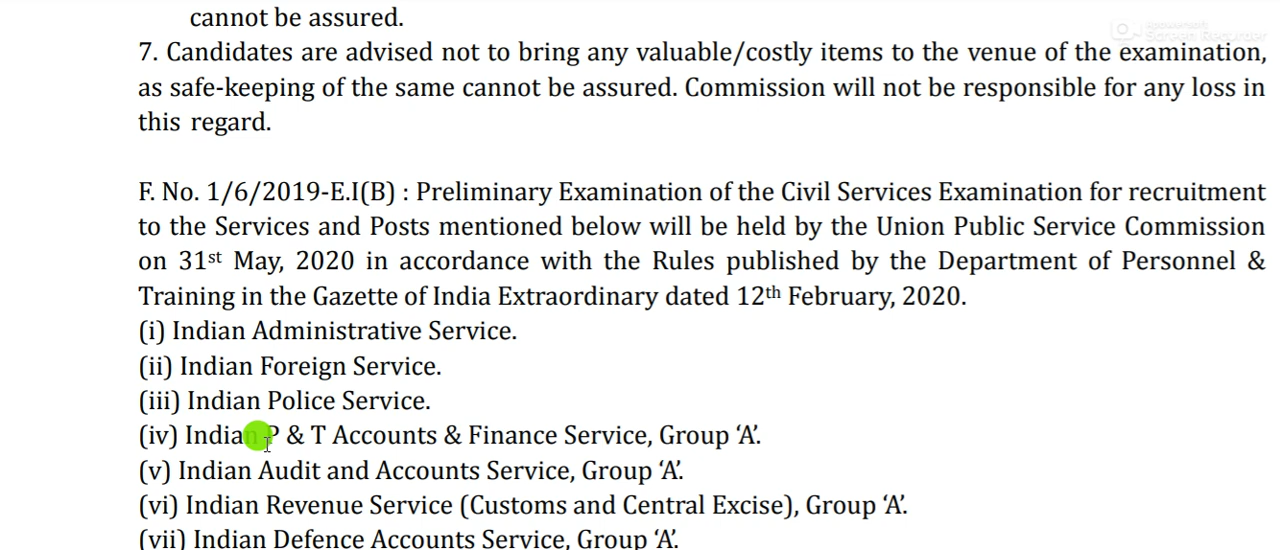 cannot be assured.
Apowersoft
Screen Recorder
7. Candidates are advised not to bring any valuable/costly items to the venue of the examination,
as safe-keeping of the same cannot be assured. Commission will not be responsible for any loss in
this regard.
F. No. 1/6/2019-E.I(B) : Preliminary Examination of the Civil Services Examination for recruitment
to the Services and Posts mentioned below will be held by the Union Public Service Commission
on 31st May, 2020 in accordance with the Rules published by the Department of Personnel &
Training in the Gazette of India Extraordinary dated 12th February, 2020.
(i) Indian Administrative Service.
(ii) Indian Foreign Service.
(iii) Indian Police Service.
(iv) Indian P & T Accounts & Finance Service, Group ‘A’.
(v) Indian Audit and Accounts Service, Group ‘A’.
(vi) Indian Revenue Service (Customs and Central Excise), Group ‘A’.
(vii) Indian Defence Accounts Service, Group ‘A’.